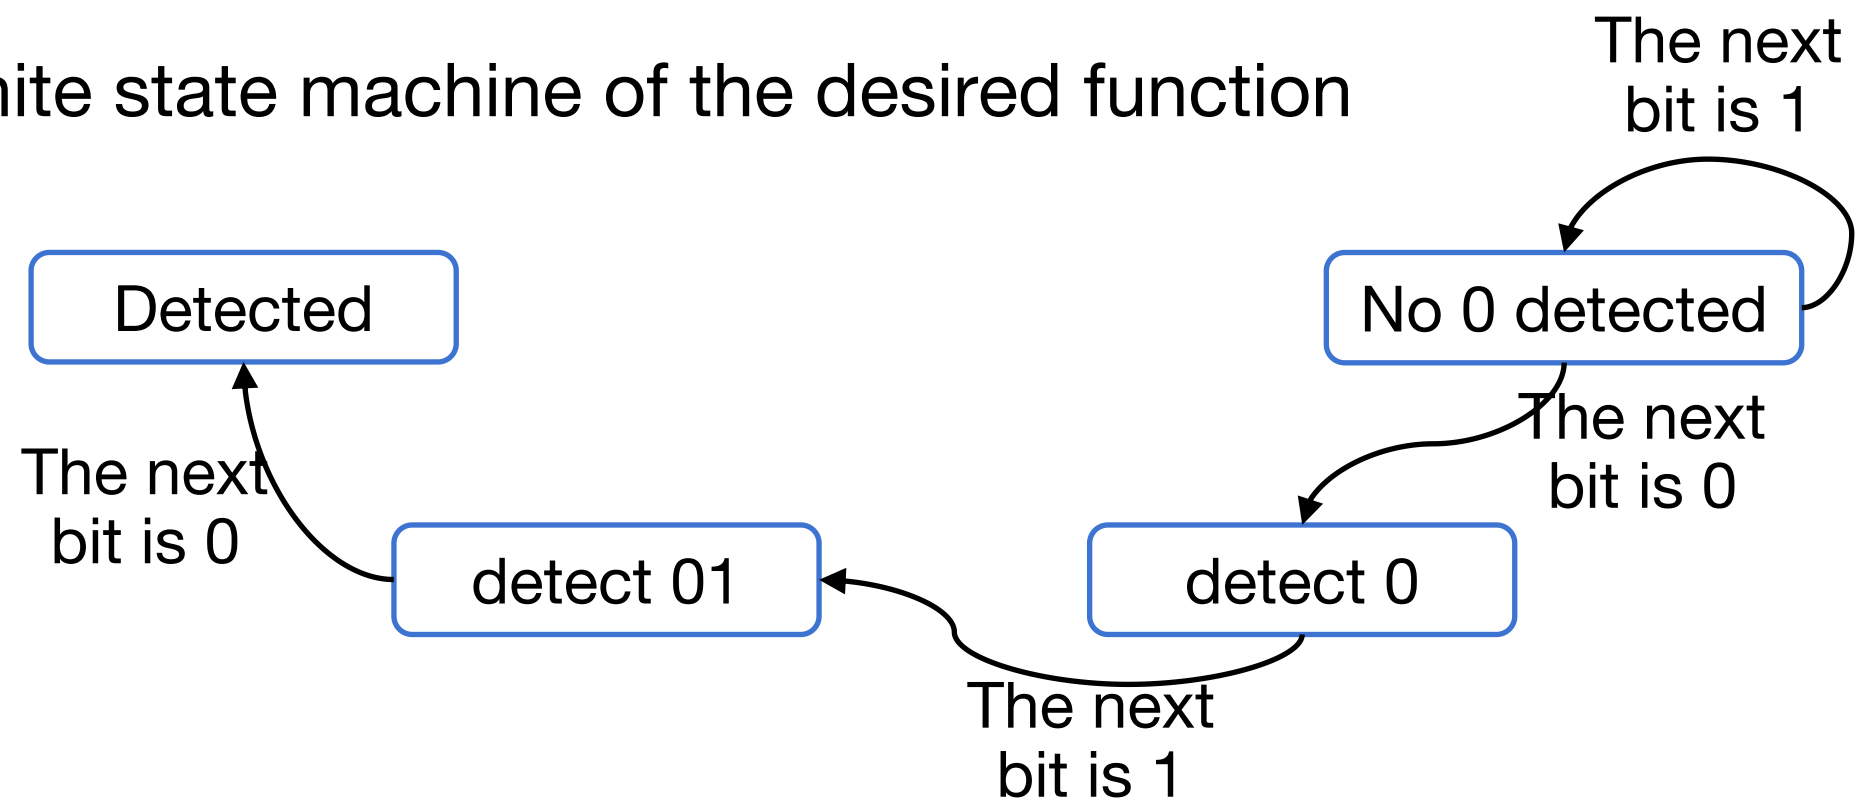 nite state machine of the desired function
The next
bit is 1
Detected
No 0 detected
The next
bit is 0
The next
bit is 0
detect 01
detect 0
The next
bit is 1